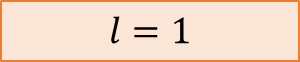 l = 1